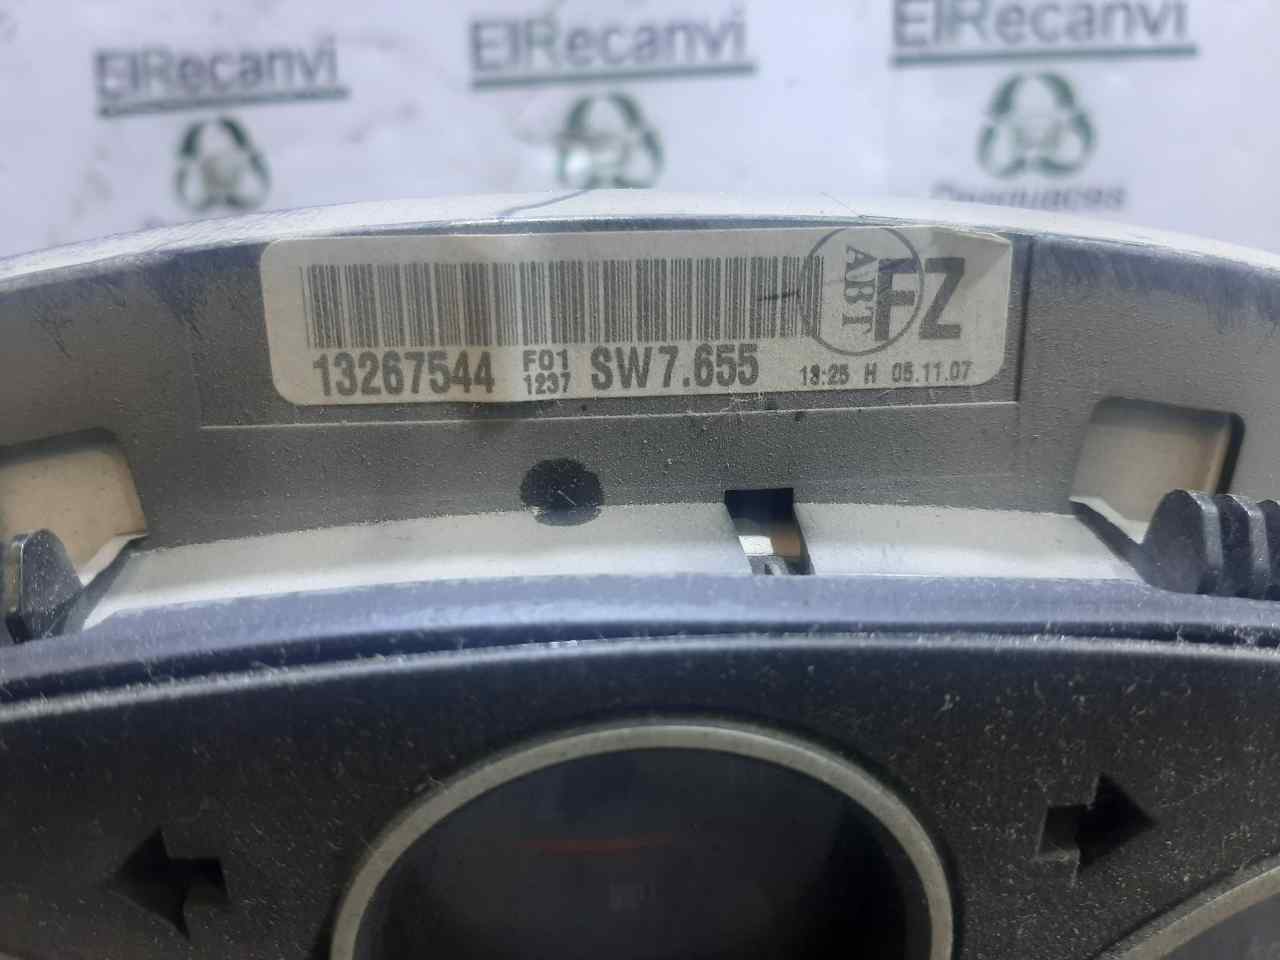 ElRecanvi
ElRecanvi
ElRecanvi
13267544 F01 1237 SW7.655
ABT
FZ
13:25 H 05.11.07